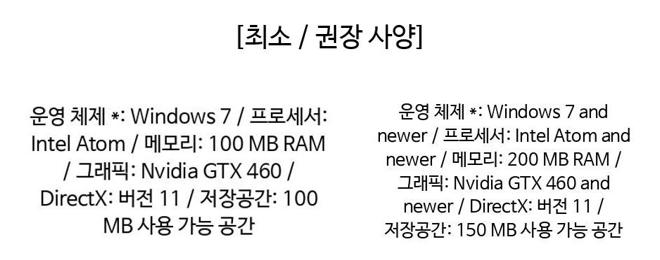 [최소 / 권장 사양]
운영 체제 *: Windows 7 / 프로세서:
Intel Atom / 메모리: 100 MB RAM
/ 그래픽: Nvidia GTX 460 /
DirectX: 버전 11 / 저장공간: 100
MB 사용 가능 공간
운영 체제 *: Windows 7 and
newer / 프로세서: Intel Atom and
newer / 메모리: 200 MB RAM /
그래픽: Nvidia GTX 460 and
newer / DirectX: 버전 11 /
저장공간: 150 MB 사용 가능 공간